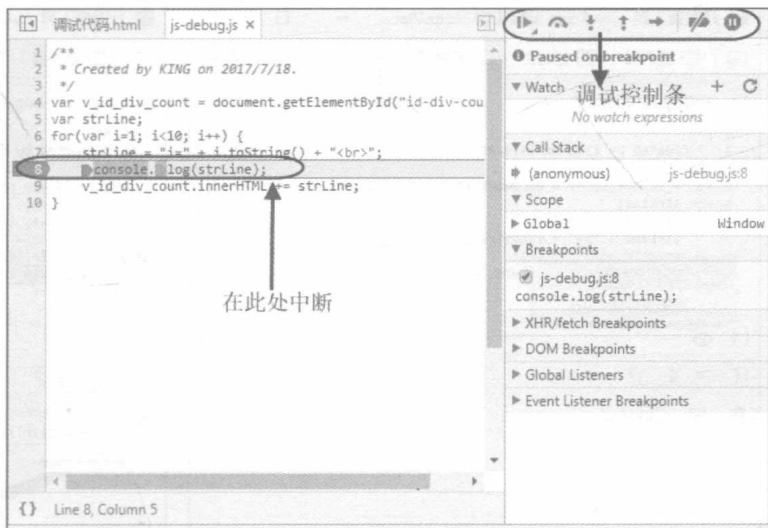 调试代码.html js-debug.js ×
1 /**
2 * Created by KING on 2017/7/18.
3 */
4 var v_id_div_count = document.getElementById("id-div-cou
5 var strLine;
6 for(var i=1; i<10; i++) {
7 strLine = "i=" + i.toString() + "<br>";
8 console.log(strLine);
9 v_id_div_count.innerHTML += strLine;
10 }
在此处中断
{} Line 8, Column 5
Paused on breakpoint
Watch
调试控制条
No watch expressions
Call Stack
(anonymous) js-debug.js:8
Scope
Global Window
Breakpoints
js-debug.js:8
console.log(strLine);
XHR/fetch Breakpoints
DOM Breakpoints
Global Listeners
Event Listener Breakpoints